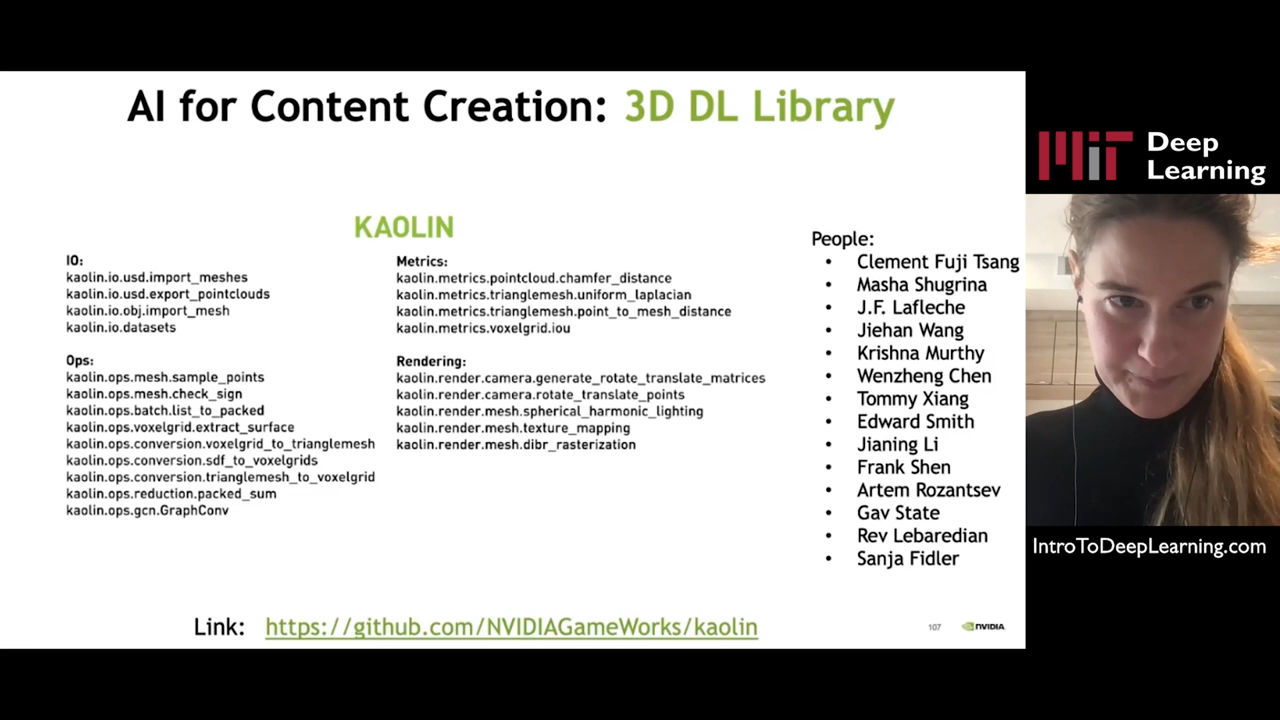 AI for Content Creation: 3D DL Library
KAOLIN
IO:
kaolin.io.usd.import_meshes
kaolin.io.usd.export_pointclouds
kaolin.io.obj.import_mesh
kaolin.io.datasets
Ops:
kaolin.ops.mesh.sample_points
kaolin.ops.mesh.check_sign
kaolin.ops.batch.list_to_packed
kaolin.ops.voxelgrid.extract_surface
kaolin.ops.conversion.voxelgrid_to_trianglemesh
kaolin.ops.conversion.sdf_to_voxelgrids
kaolin.ops.conversion.trianglemesh_to_voxelgrid
kaolin.ops.reduction.packed_sum
kaolin.ops.gcn.GraphConv
Metrics:
kaolin.metrics.pointcloud.chamfer_distance
kaolin.metrics.trianglemesh.uniform_laplacian
kaolin.metrics.trianglemesh.point_to_mesh_distance
kaolin.metrics.voxelgrid.iou
Rendering:
kaolin.render.camera.generate_rotate_translate_matrices
kaolin.render.camera.rotate_translate_points
kaolin.render.mesh.spherical_harmonic_lighting
kaolin.render.mesh.texture_mapping
kaolin.render.mesh.dibr_rasterization
People:
• Clement Fuji Tsang
• Masha Shugrina
• J.F. Lafleche
• Jiehan Wang
• Krishna Murthy
• Wenzheng Chen
• Tommy Xiang
• Edward Smith
• Jianing Li
• Frank Shen
• Artem Rozantsev
• Gav State
• Rev Lebaredian
• Sanja Fidler
Link: https://github.com/NVIDIAGameWorks/kaolin
107
NVIDIA
MIT
Deep
Learning
IntroToDeepLearning.com